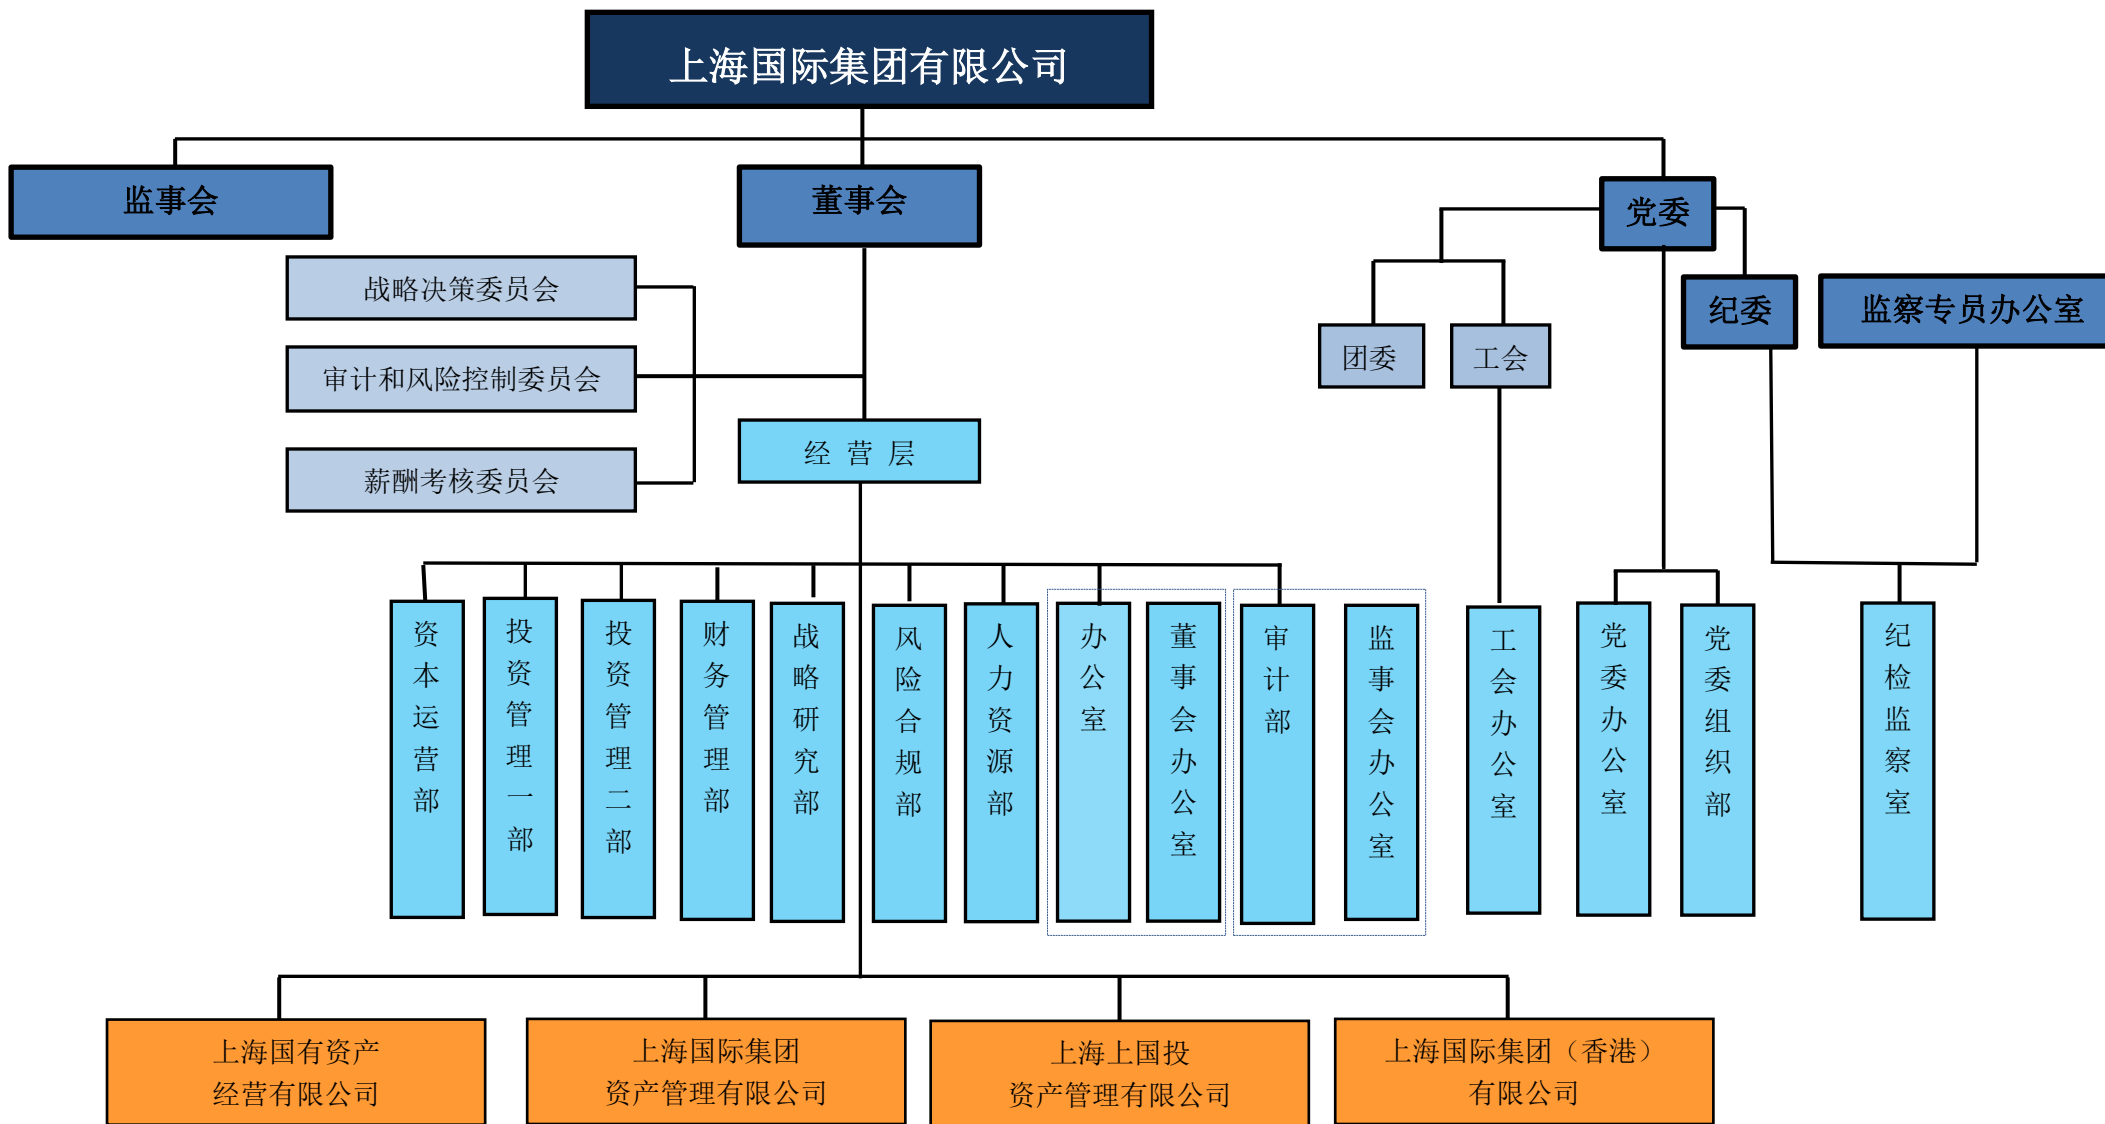 上海国际集团有限公司
监事会
董事会
党委
纪委
监察专员办公室
战略决策委员会
审计和风险控制委员会
薪酬考核委员会
团委
工会
经 营 层
资本运营部
投资管理一部
投资管理二部
财务管理部
战略研究部
风险合规部
人力资源部
办公室
董事会办公室
审计部
监事会办公室
工会办公室
党委办公室
党委组织部
纪检监察室
上海国有资产
经营有限公司
上海国际集团
资产管理有限公司
上海上国投
资产管理有限公司
上海国际集团（香港）
有限公司